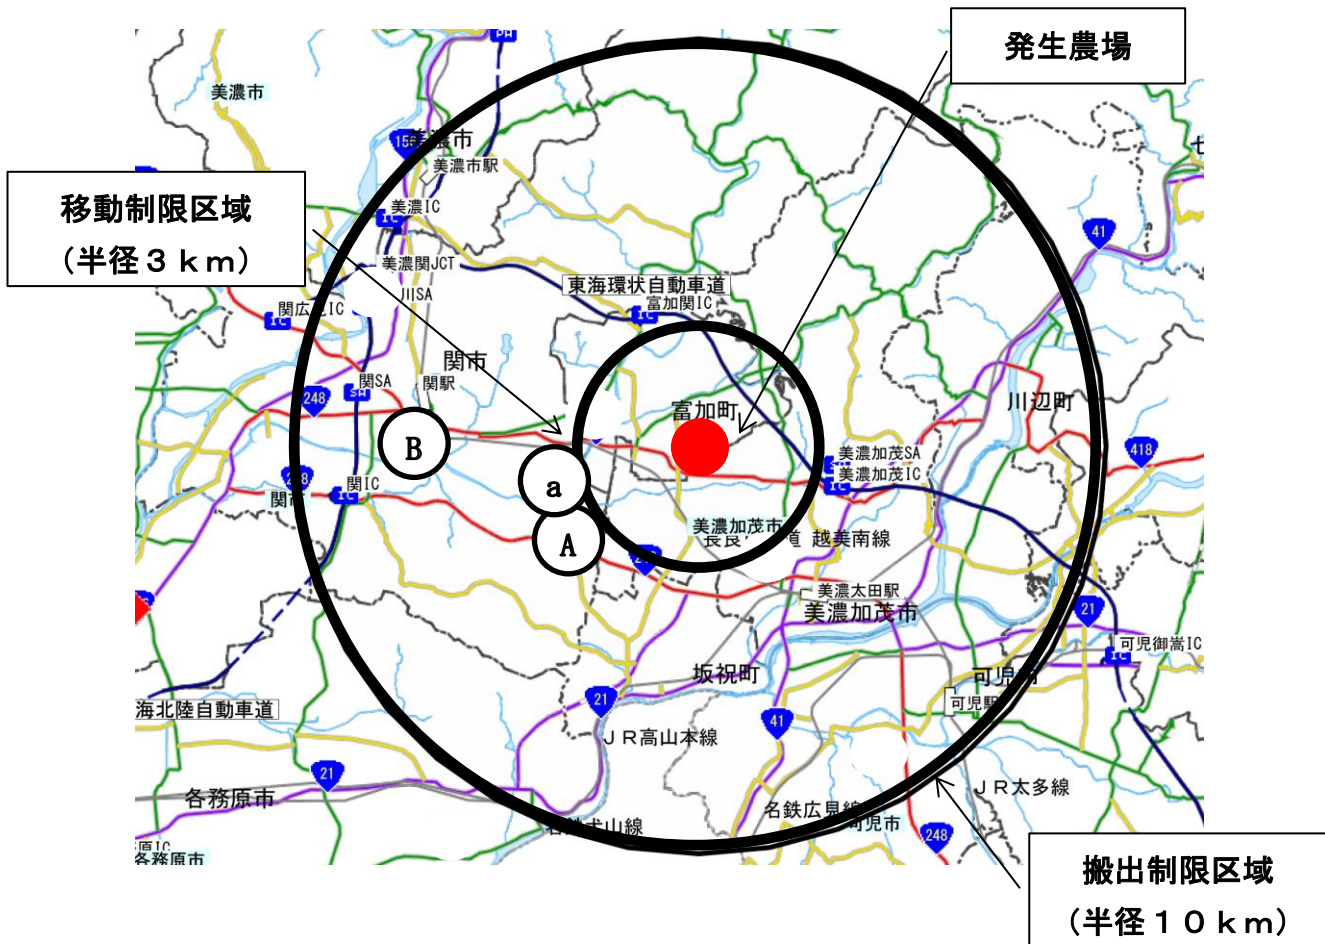 発生農場
美濃市
美濃市
美濃市駅
移動制限区域
（半径３ｋｍ）
美濃IC
41
美濃関JCT
川SA
東海環状自動車道
富加関IC
IC
関市
関駅
関SA
248
富加町
川辺町
B
a
A
美濃加茂SA
美濃加茂IC
IC
418
関IC
IC
美濃加茂市
越美南線
美濃太田駅
美濃加茂市
21
可児御嵩IC
坂祝町
可児駅
21
41
海北陸自動車道
ＪＲ高山本線
21
各務原市
ＪＲ太多線
名鉄広見線
可児市
248
各務原市
搬出制限区域
（半径１０ｋｍ）